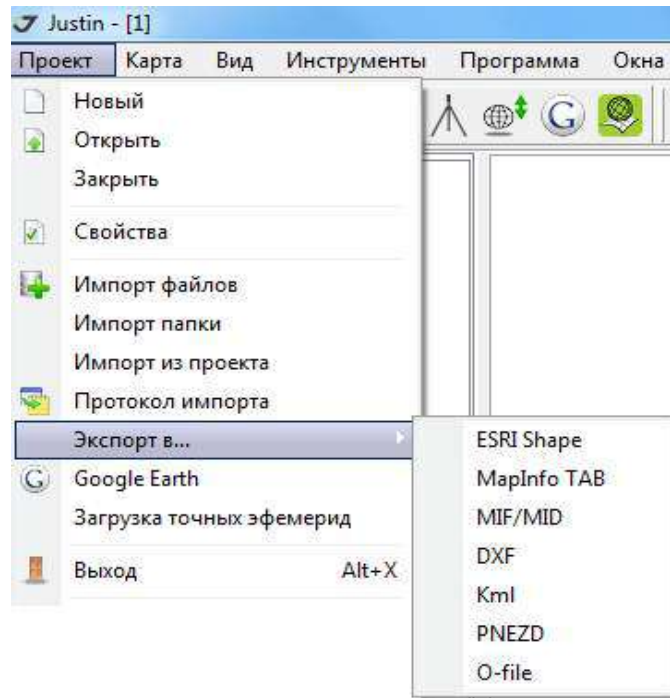 Justin - [1]
Проект Карта Вид Инструменты Программа Окна
Новый
Открыть
Закрыть
Свойства
Импорт файлов
Импорт папки
Импорт из проекта
Протокол импорта
Экспорт в...
Google Earth
Загрузка точных эфемерид
Выход Alt+X
ESRI Shape
MapInfo TAB
MIF/MID
DXF
Kml
PNEZD
O-file